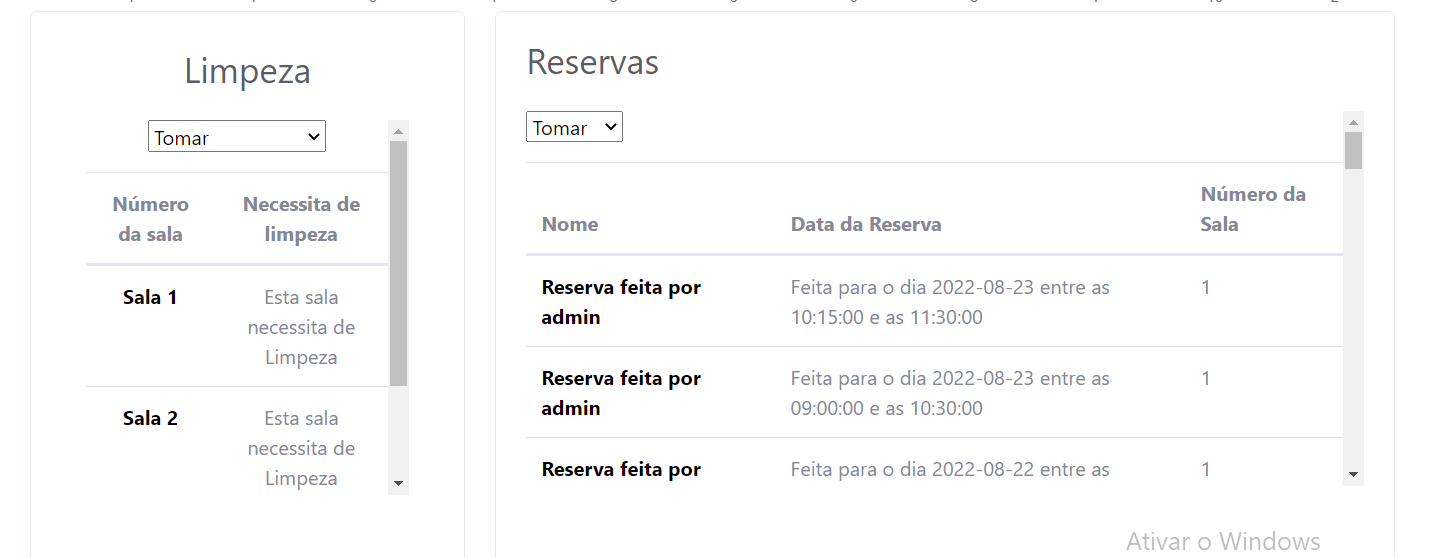 Limpeza
Tomar
Número da sala
Necessita de limpeza
Sala 1
Esta sala necessita de Limpeza
Sala 2
Esta sala necessita de Limpeza
Reservas
Tomar
Nome
Data da Reserva
Número da Sala
Reserva feita por admin
Feita para o dia 2022-08-23 entre as 10:15:00 e as 11:30:00
1
Reserva feita por admin
Feita para o dia 2022-08-23 entre as 09:00:00 e as 10:30:00
1
Reserva feita por
Feita para o dia 2022-08-22 entre as
1
Ativar o Windows